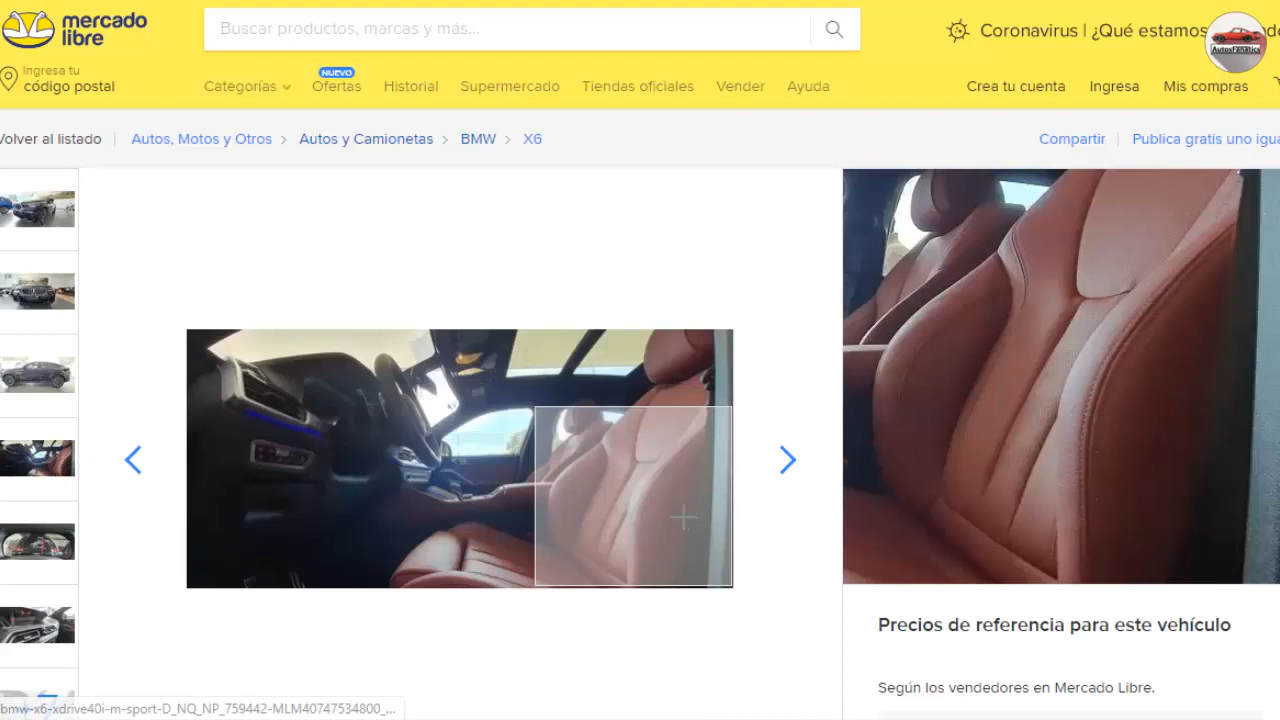 mercado
libre
Buscar productos, marcas y más...
Coronavirus | ¿Qué estamos
Ingresa tu
código postal
Categorías
NUEVO
Ofertas
Historial
Supermercado
Tiendas oficiales
Vender
Ayuda
Crea tu cuenta
Ingresa
Mis compras
Volver al listado
Autos, Motos y Otros
Autos y Camionetas
BMW
X6
Compartir
Publica gratis uno igua
Precios de referencia para este vehículo
Según los vendedores en Mercado Libre.
bmw-x6-xdrive40i-m-sport-D_NQ_NP_759442-MLM40747534800_...